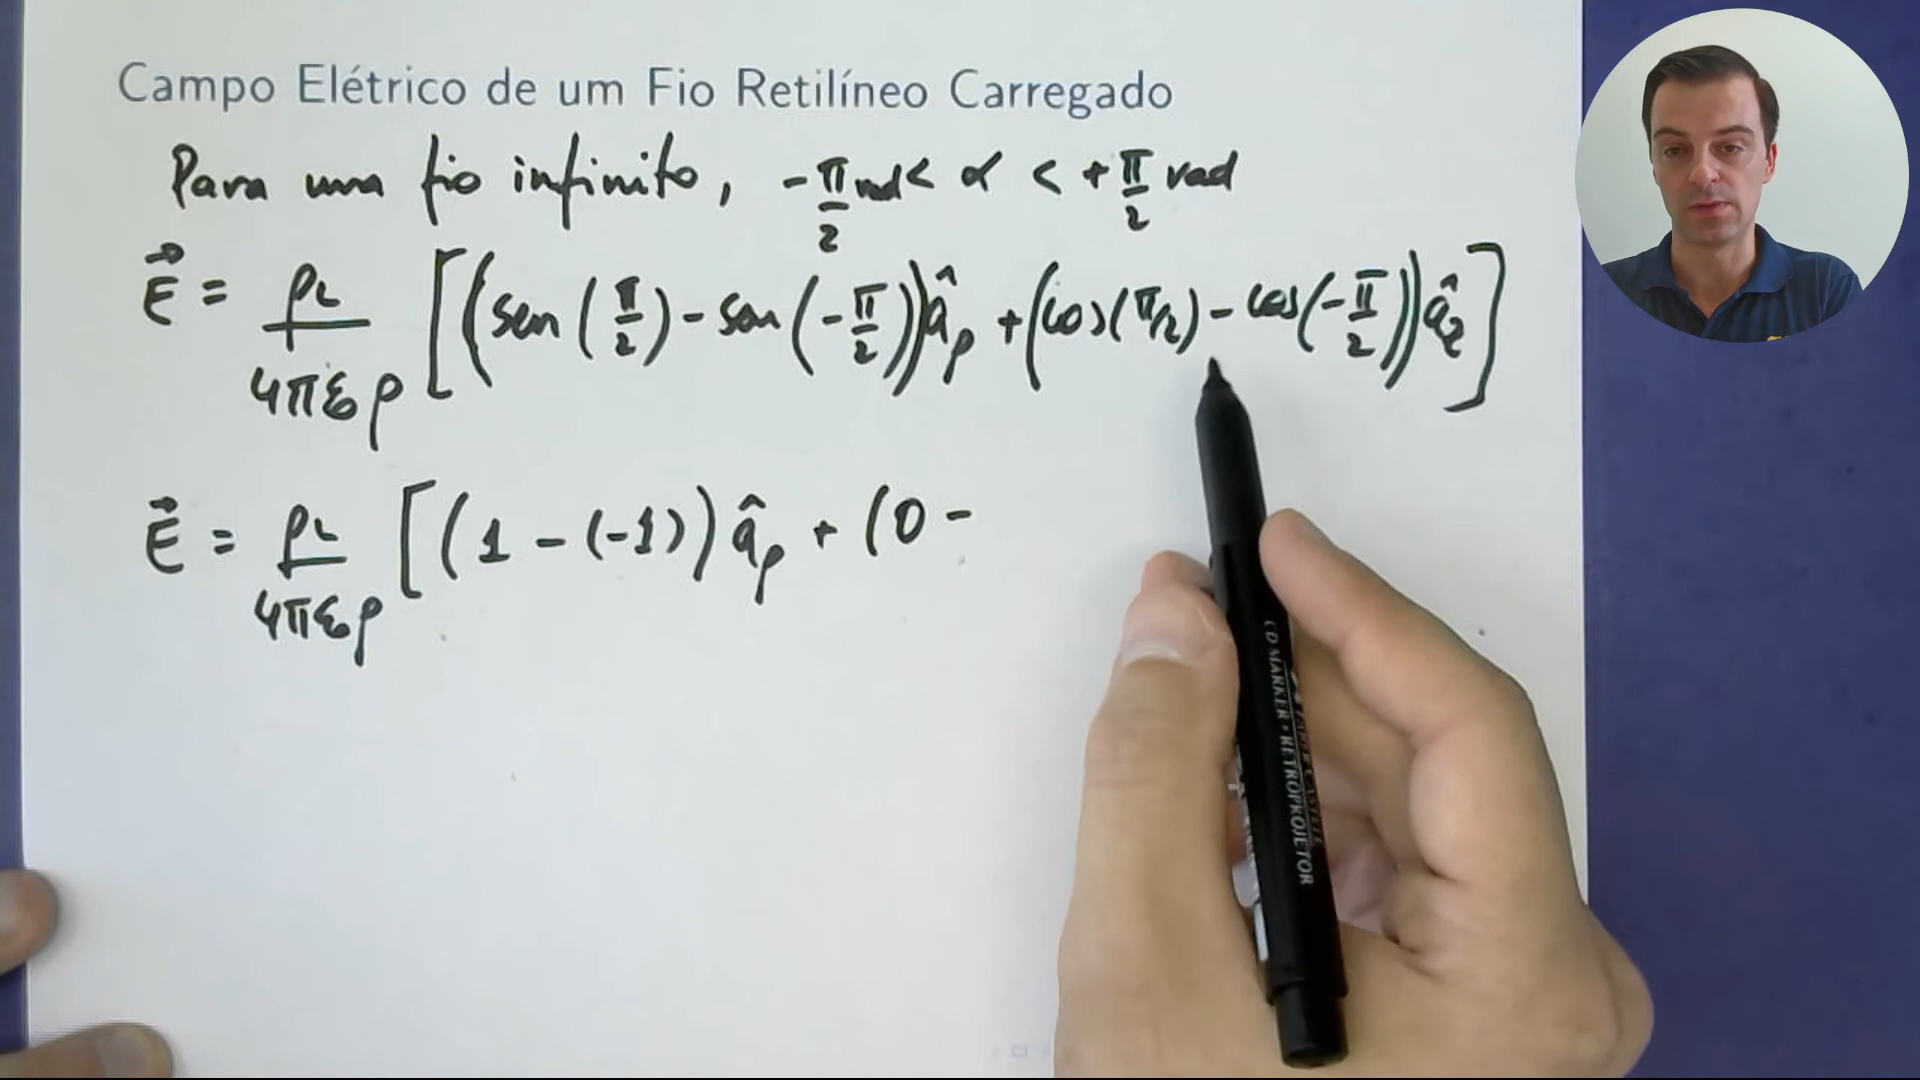 Campo Elétrico de um Fio Retilíneo Carregado
Para um fio infinito, -π/2 rad < α < +π/2 rad
E⃗ = ρL/4πε₀ρ [(sen(π/2) - sen(-π/2))âρ + (cos(π/2) - cos(-π/2))âz]
E⃗ = ρL/4πε₀ρ [(1 - (-1))âρ + (0 -
CD MARKER • RETROPROJETOR